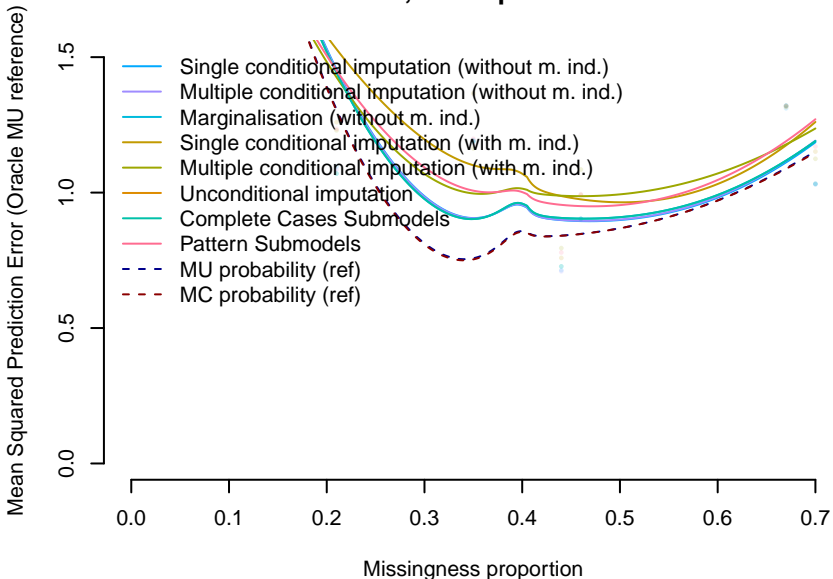 1.5
1.0
0.5
0.0
Mean Squared Prediction Error (Oracle MU reference)
Single conditional imputation (without m. ind.)
Multiple conditional imputation (without m. ind.)
Marginalisation (without m. ind.)
Single conditional imputation (with m. ind.)
Multiple conditional imputation (with m. ind.)
Unconditional imputation
Complete Cases Submodels
Pattern Submodels
MU probability (ref)
MC probability (ref)
0.0 0.1 0.2 0.3 0.4 0.5 0.6 0.7
Missingness proportion